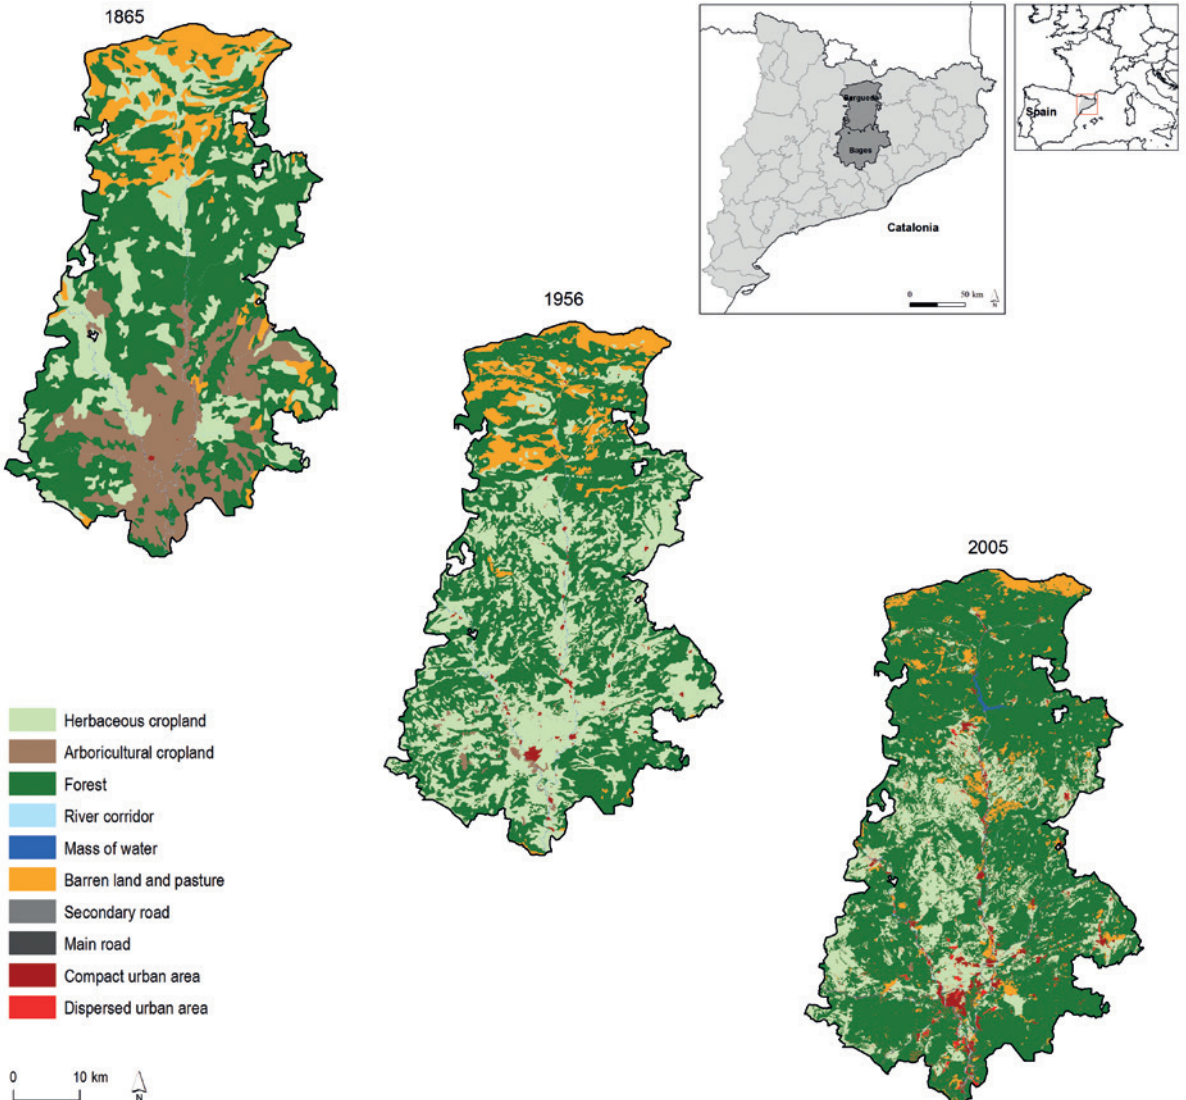 1865
Berguedà
Bages
Catalonia
0 50 km
N
Spain
1956
2005
Herbaceous cropland
Arboricultural cropland
Forest
River corridor
Mass of water
Barren land and pasture
Secondary road
Main road
Compact urban area
Dispersed urban area
0 10 km
N